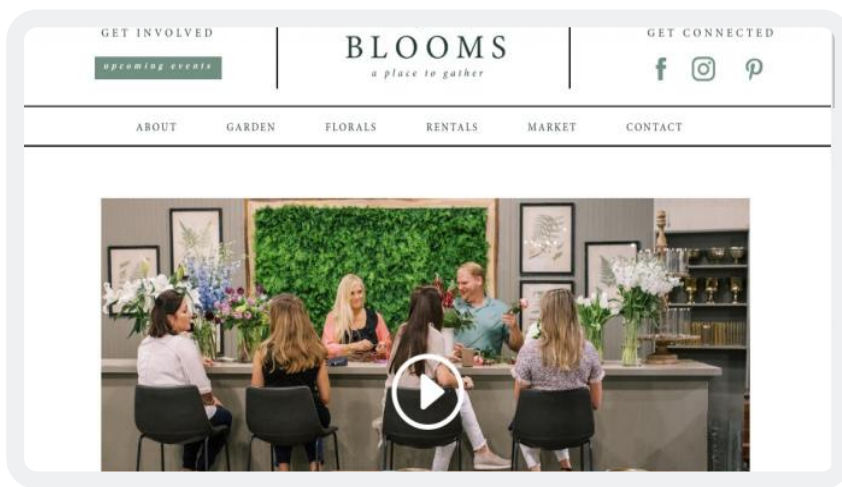 GET INVOLVED
upcoming events
BLOOMS
a place to gather
GET CONNECTED
ABOUT GARDEN FLORALS RENTALS MARKET CONTACT